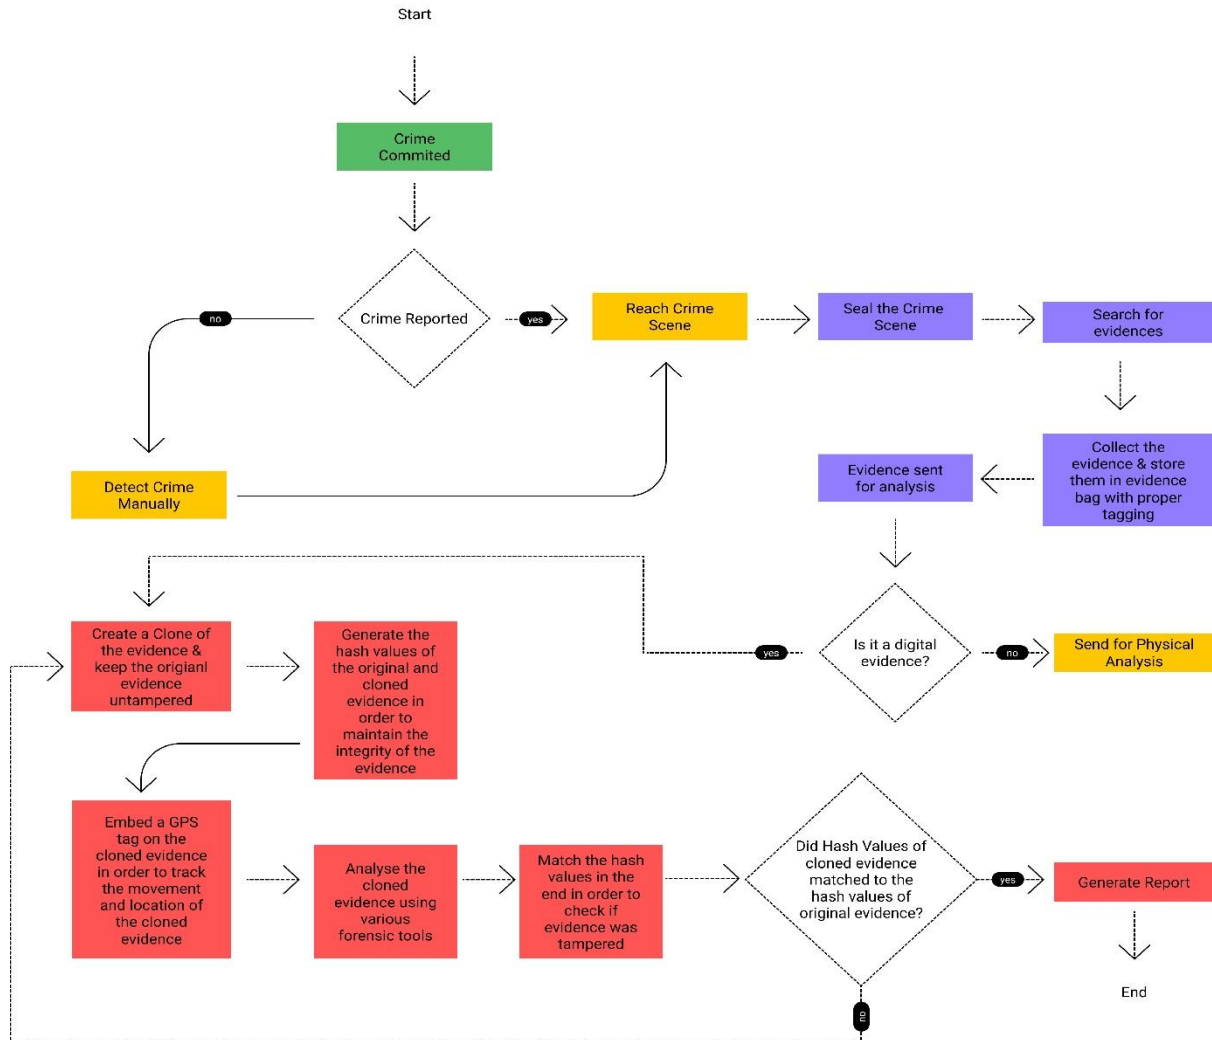 Start
Crime
Commited
Crime Reported
no
yes
Reach Crime
Scene
Seal the Crime
Scene
Search for
evidences
Detect Crime
Manually
Evidence sent
for analysis
Collect the
evidence & store
them in evidence
bag with proper
tagging
Is it a digital
evidence?
yes
no
Send for Physical
Analysis
Create a Clone of
the evidence &
keep the origianl
evidence
untampered
Generate the
hash values of
the original and
cloned
evidence in
order to
maintain the
integrity of the
evidence
Embed a GPS
tag on the
cloned evidence
in order to track
the movement
and location of
the cloned
evidence
Analyse the
cloned
evidence using
various
forensic tools
Match the hash
values in the
end in order to
check if
evidence was
tampered
Did Hash Values of
cloned evidence
matched to the
hash values of
original evidence?
yes
Generate Report
no
End